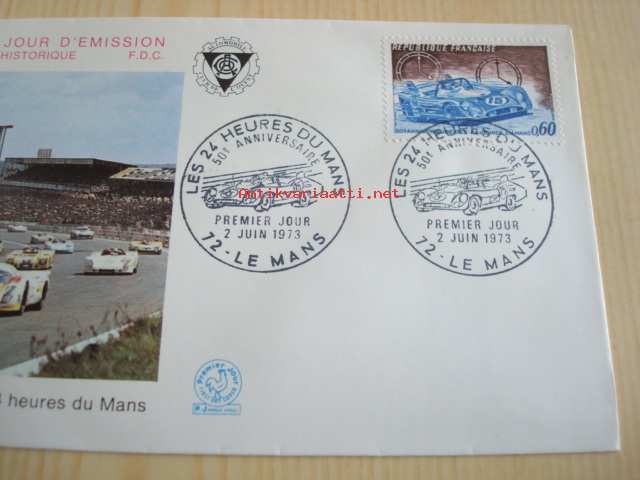 JOUR D'EMISSION
HISTORIQUE F.D.C.
REPUBLIQUE FRANÇAISE
0,60
LES 24 HEURES DU MANS
50E ANNIVERSAIRE
PREMIER JOUR
2 JUIN 1973
72 - LE MANS
LES 24 HEURES DU MANS
50E ANNIVERSAIRE
PREMIER JOUR
2 JUIN 1973
72 - LE MANS
Antikvariaatti.net
heures du Mans
premier jour